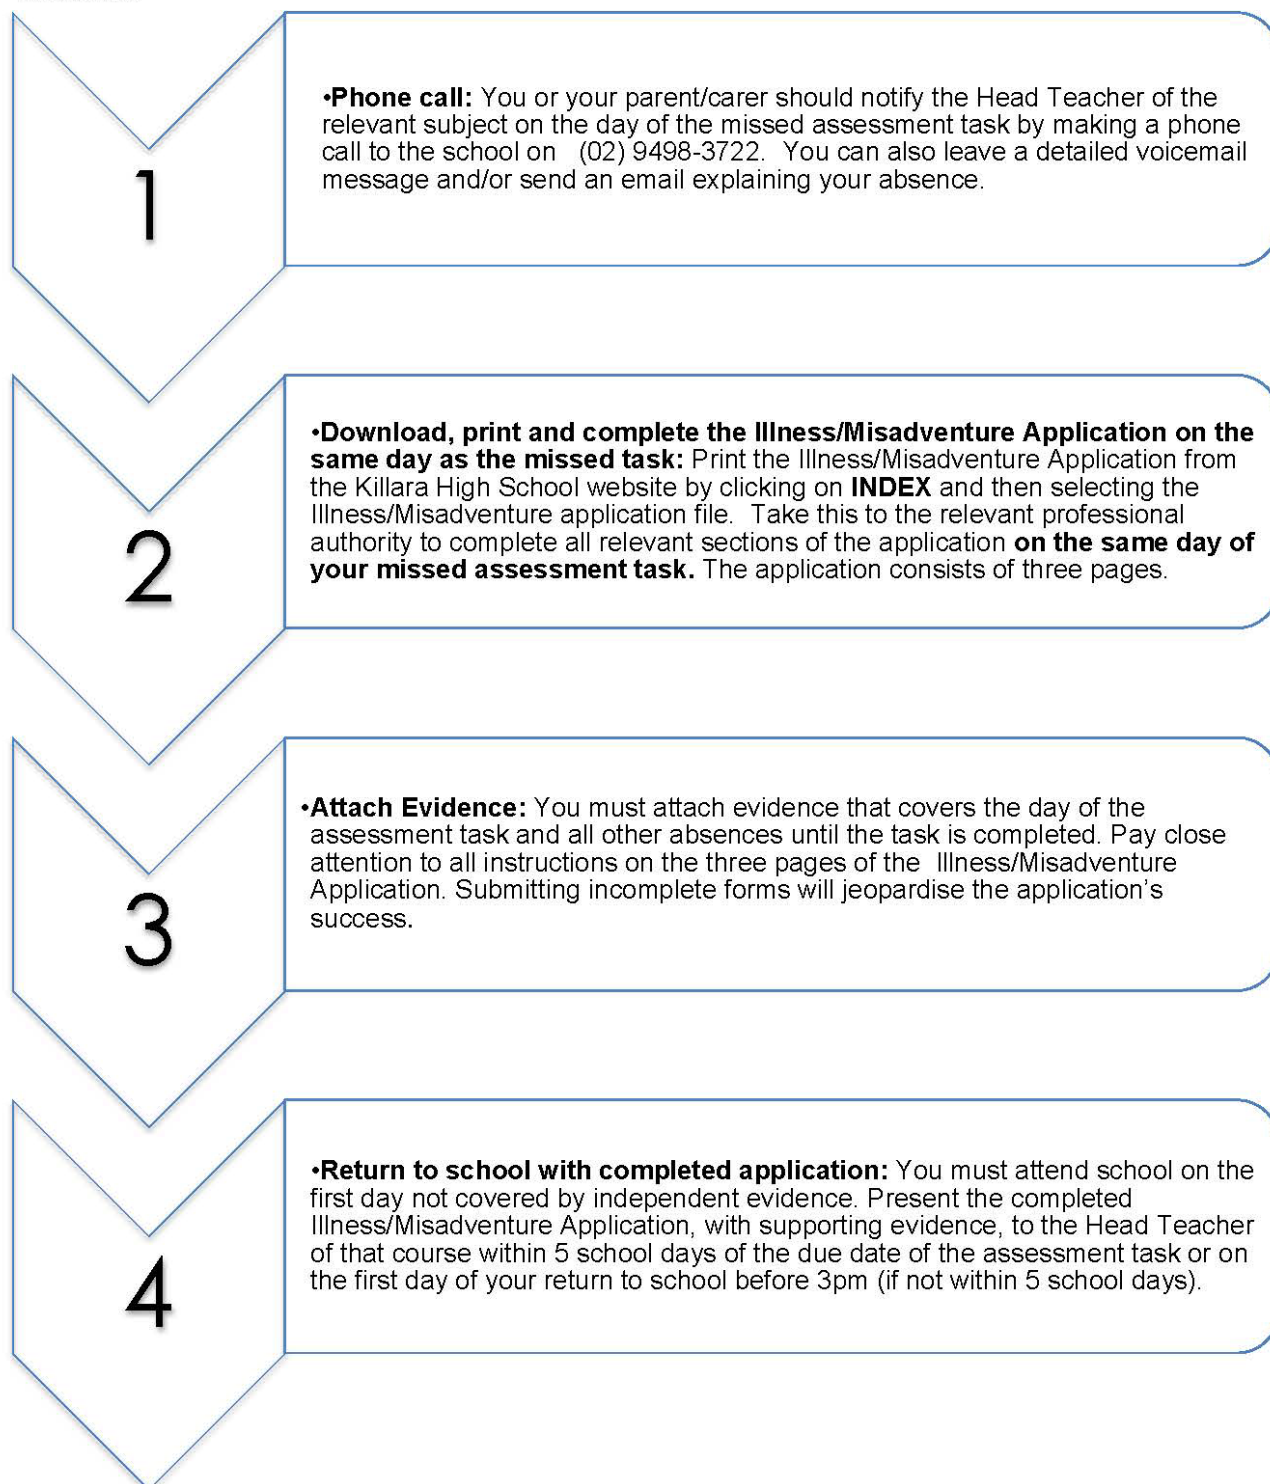 1
•Phone call: You or your parent/carer should notify the Head Teacher of the
relevant subject on the day of the missed assessment task by making a phone
call to the school on (02) 9498-3722. You can also leave a detailed voicemail
message and/or send an email explaining your absence.
2
•Download, print and complete the Illness/Misadventure Application on the
same day as the missed task: Print the Illness/Misadventure Application from
the Killara High School website by clicking on INDEX and then selecting the
Illness/Misadventure application file. Take this to the relevant professional
authority to complete all relevant sections of the application on the same day of
your missed assessment task. The application consists of three pages.
3
•Attach Evidence: You must attach evidence that covers the day of the
assessment task and all other absences until the task is completed. Pay close
attention to all instructions on the three pages of the Illness/Misadventure
Application. Submitting incomplete forms will jeopardise the application's
success.
4
•Return to school with completed application: You must attend school on the
first day not covered by independent evidence. Present the completed
Illness/Misadventure Application, with supporting evidence, to the Head Teacher
of that course within 5 school days of the due date of the assessment task or on
the first day of your return to school before 3pm (if not within 5 school days).